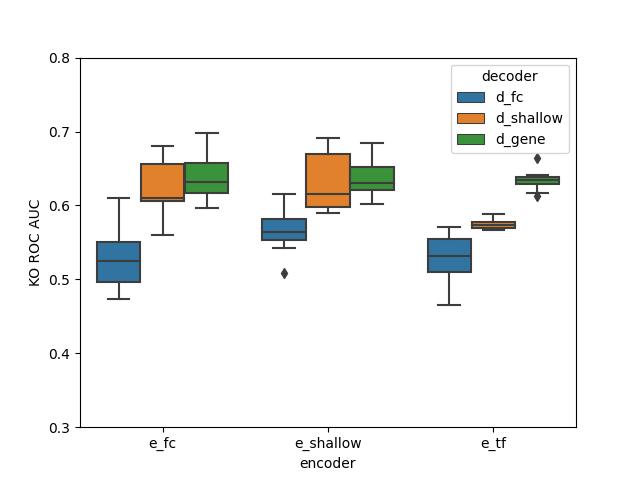 decoder
d_fc
d_shallow
d_gene
KO ROC AUC
0.8
0.7
0.6
0.5
0.4
0.3
e_fc
e_shallow
e_tf
encoder